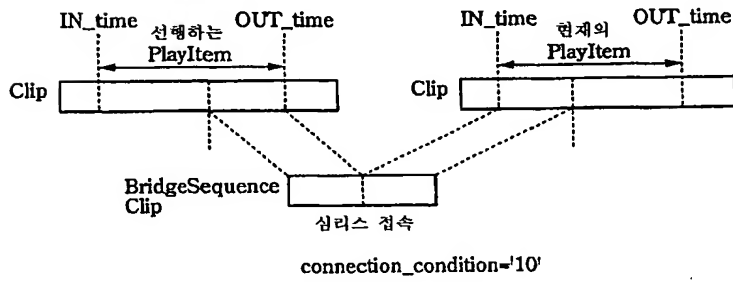 IN_time 선행하는 OUT_time
PlayItem
Clip
IN_time 현재의 OUT_time
PlayItem
Clip
BridgeSequence
Clip
심리스 접속
connection_condition='10'